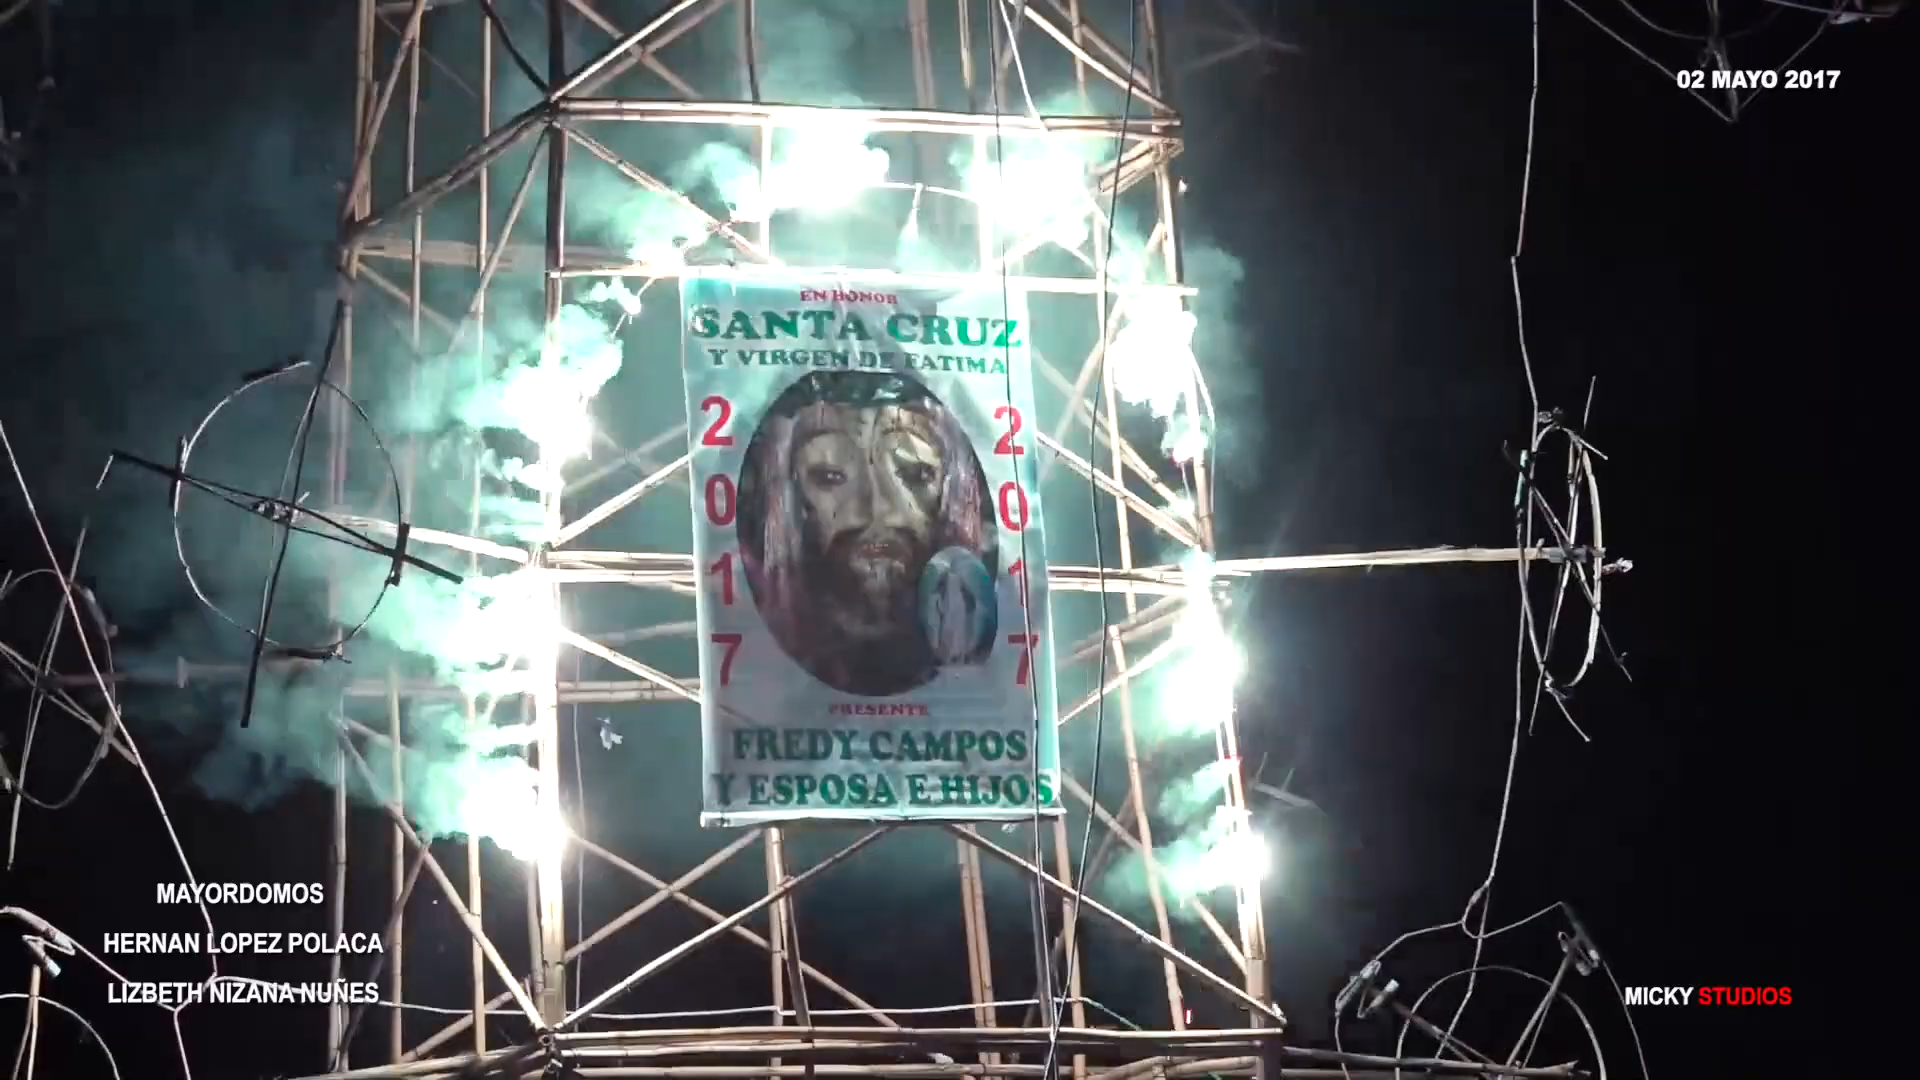 02 MAYO 2017
EN HONOR
SANTA CRUZ
Y VIRGEN DE FATIMA
2017
2017
PRESENTE
FREDY CAMPOS
Y ESPOSA E HIJOS
MAYORDOMOS
HERNAN LOPEZ POLACA
LIZBETH NIZANA NUÑES
MICKY STUDIOS